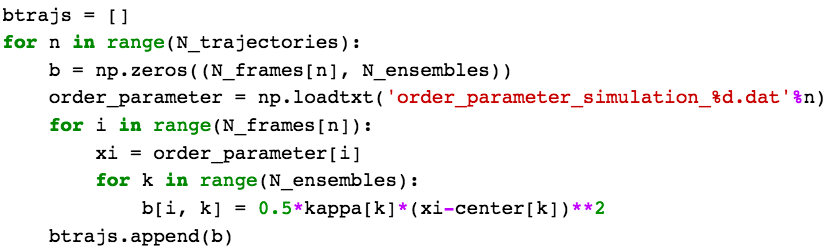 btrajs = []
for n in range(N_trajectories):
    b = np.zeros((N_frames[n], N_ensembles))
    order_parameter = np.loadtxt('order_parameter_simulation_%d.dat'%n)
    for i in range(N_frames[n]):
        xi = order_parameter[i]
        for k in range(N_ensembles):
            b[i, k] = 0.5*kappa[k]*(xi-center[k])**2
    btrajs.append(b)